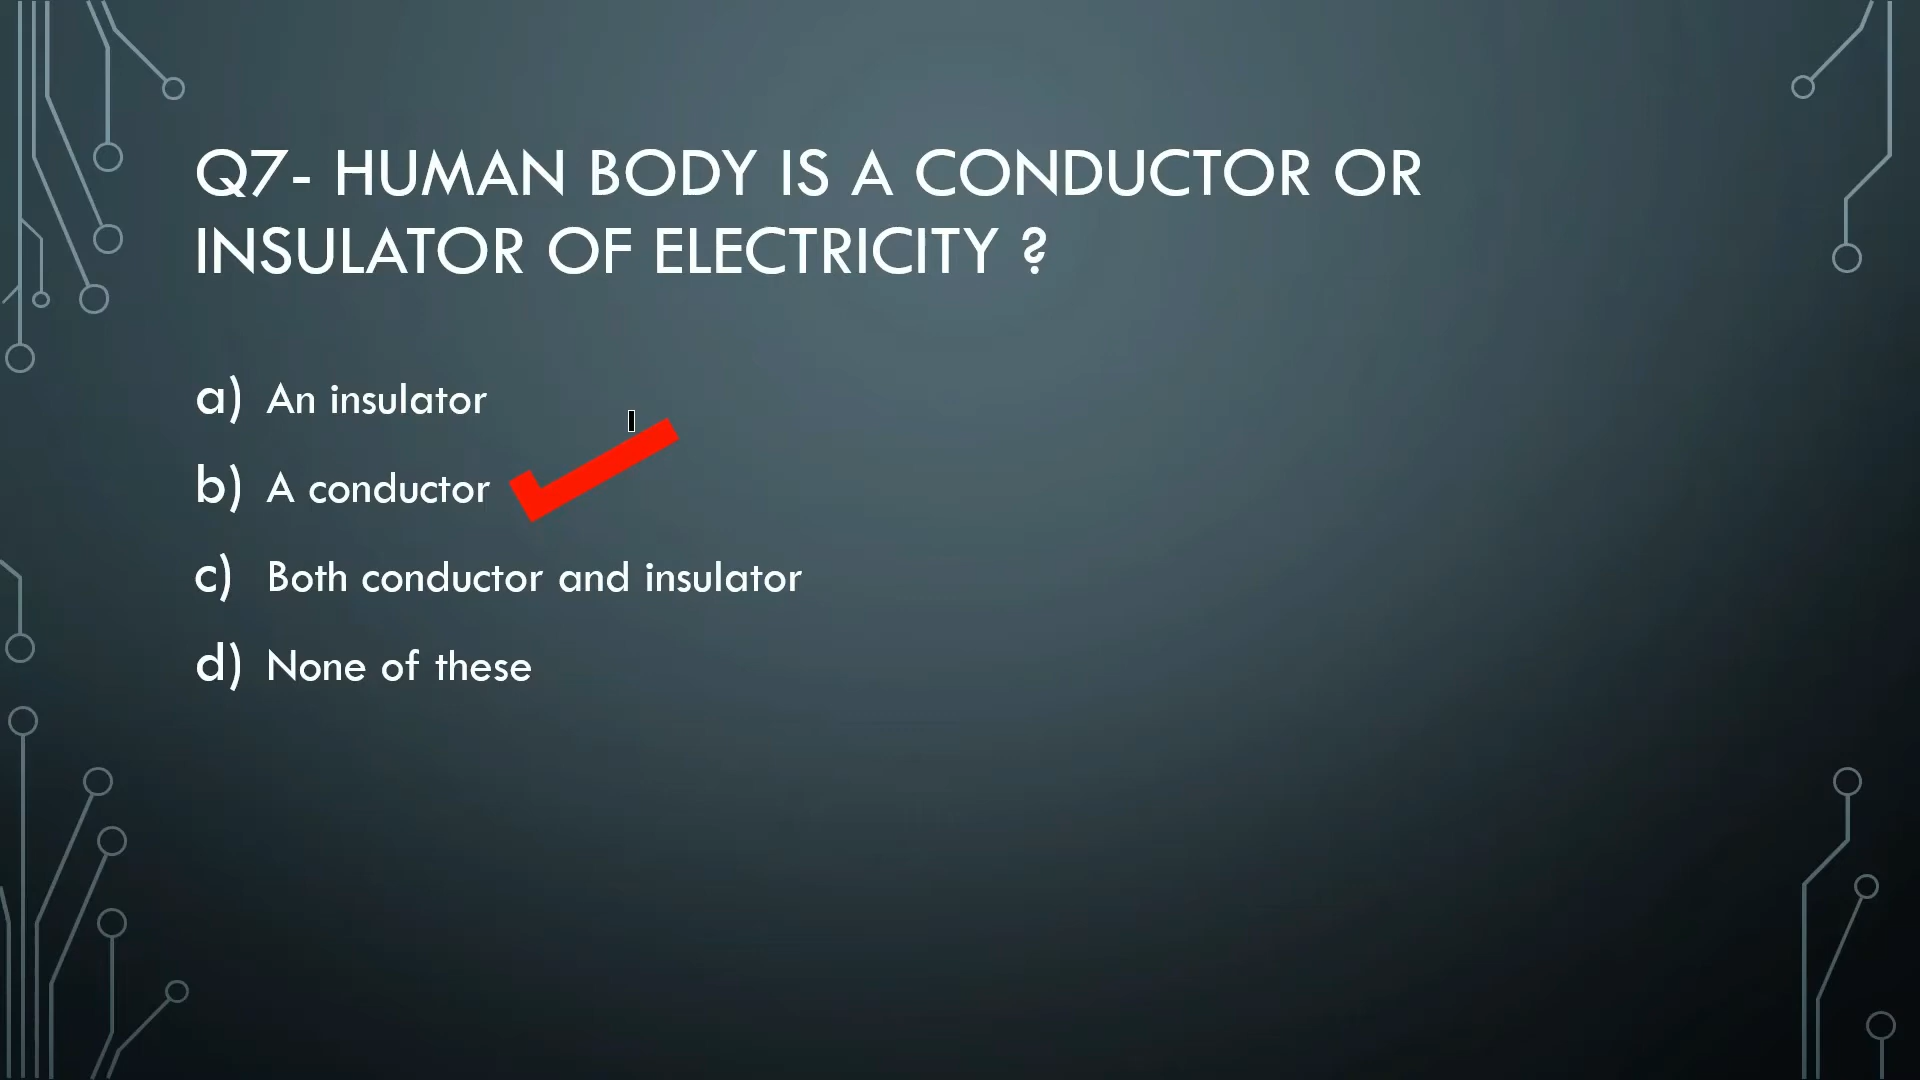 Q7- HUMAN BODY IS A CONDUCTOR OR
INSULATOR OF ELECTRICITY ?
a) An insulator
b) A conductor
c) Both conductor and insulator
d) None of these